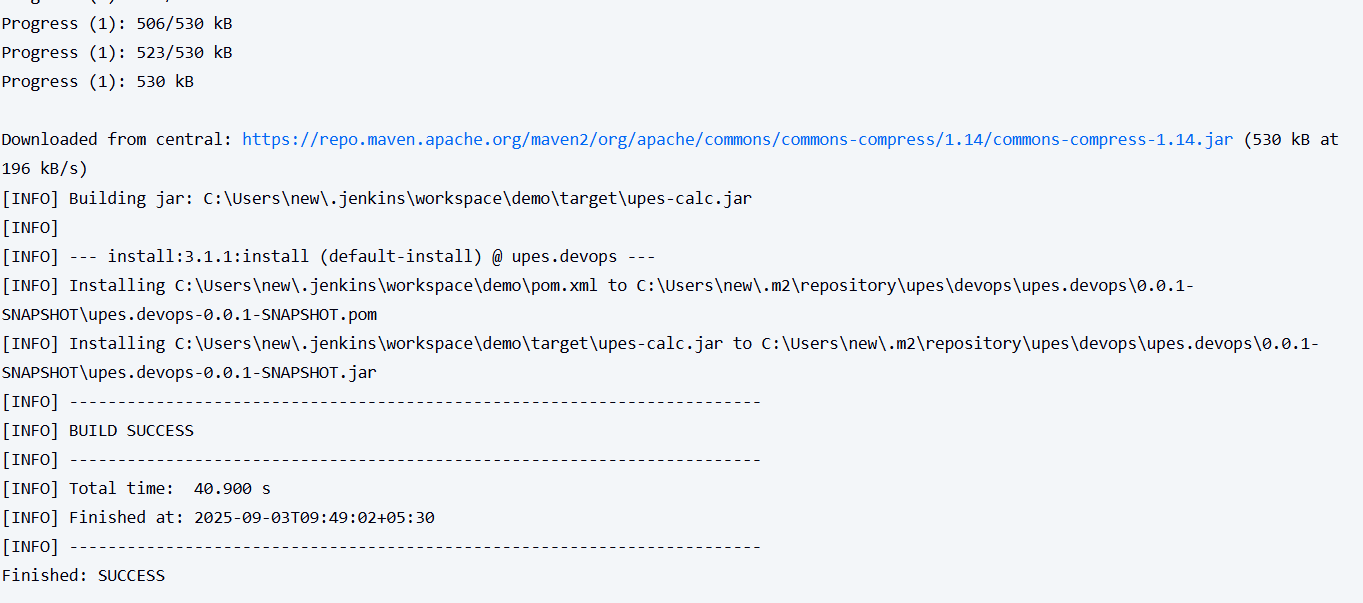 Progress (1): 506/530 kB
Progress (1): 523/530 kB
Progress (1): 530 kB
Downloaded from central: https://repo.maven.apache.org/maven2/org/apache/commons/commons-compress/1.14/commons-compress-1.14.jar (530 kB at
196 kB/s)
[INFO] Building jar: C:\Users\new\.jenkins\workspace\demo\target\upes-calc.jar
[INFO]
[INFO] --- install:3.1.1:install (default-install) @ upes.devops ---
[INFO] Installing C:\Users\new\.jenkins\workspace\demo\pom.xml to C:\Users\new\.m2\repository\upes\devops\upes.devops\0.0.1-
SNAPSHOT\upes.devops-0.0.1-SNAPSHOT.pom
[INFO] Installing C:\Users\new\.jenkins\workspace\demo\target\upes-calc.jar to C:\Users\new\.m2\repository\upes\devops\upes.devops\0.0.1-
SNAPSHOT\upes.devops-0.0.1-SNAPSHOT.jar
[INFO] ------------------------------------------------------------------------
[INFO] BUILD SUCCESS
[INFO] ------------------------------------------------------------------------
[INFO] Total time:  40.900 s
[INFO] Finished at: 2025-09-03T09:49:02+05:30
[INFO] ------------------------------------------------------------------------
Finished: SUCCESS